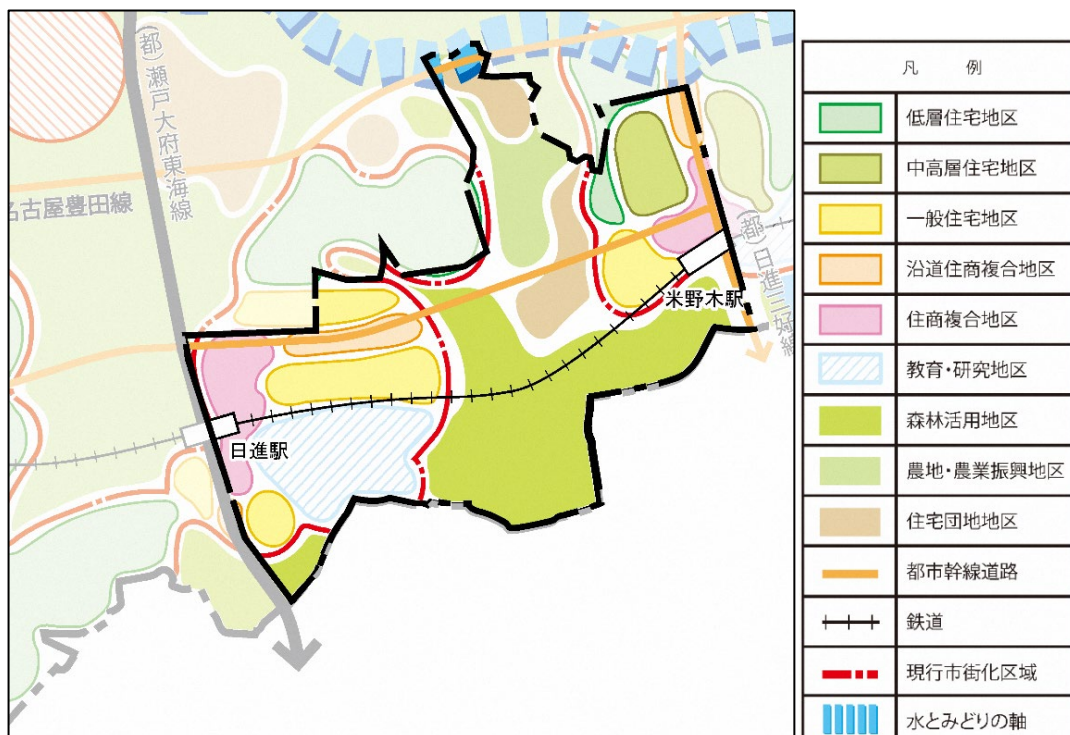 (都)瀬戸大府東海線
名古屋豊田線
米野木駅
(都)日進三好線
日進駅
凡 例
低層住宅地区
中高層住宅地区
一般住宅地区
沿道住商複合地区
住商複合地区
教育・研究地区
森林活用地区
農地・農業振興地区
住宅団地地区
都市幹線道路
鉄道
現行市街化区域
水とみどりの軸